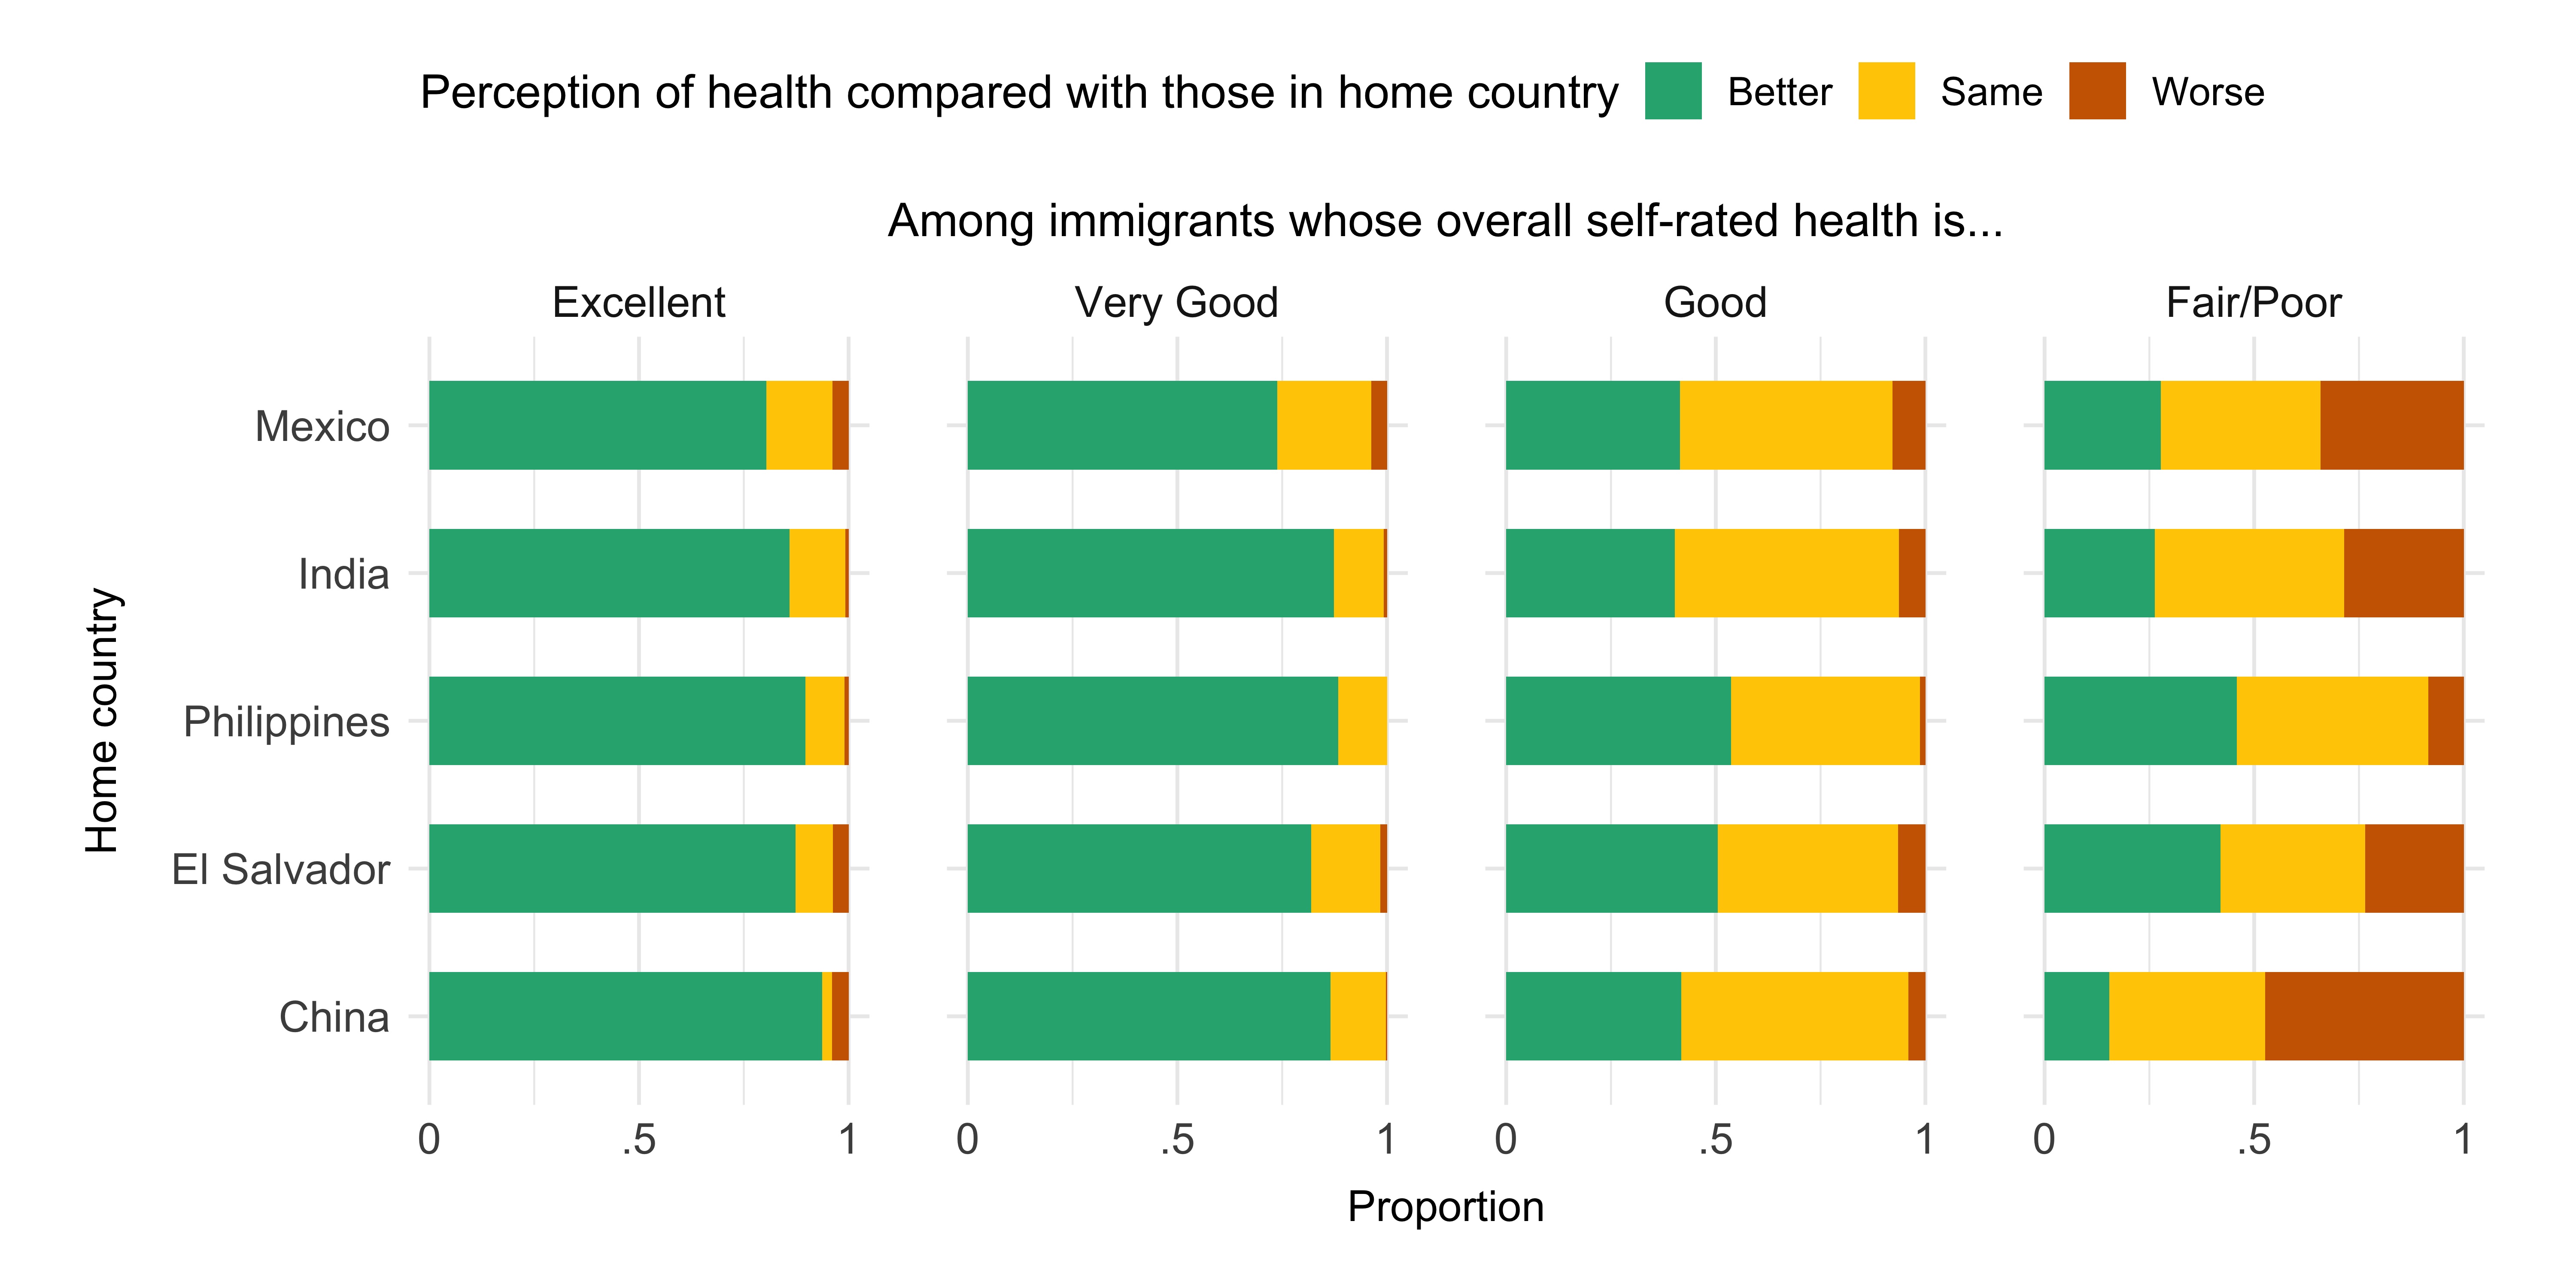 Perception of health compared with those in home country Better Same Worse
Among immigrants whose overall self-rated health is...
Excellent Very Good Good Fair/Poor
Home country
Mexico
India
Philippines
El Salvador
China
0 .5 1 0 .5 1 0 .5 1 0 .5 1
Proportion